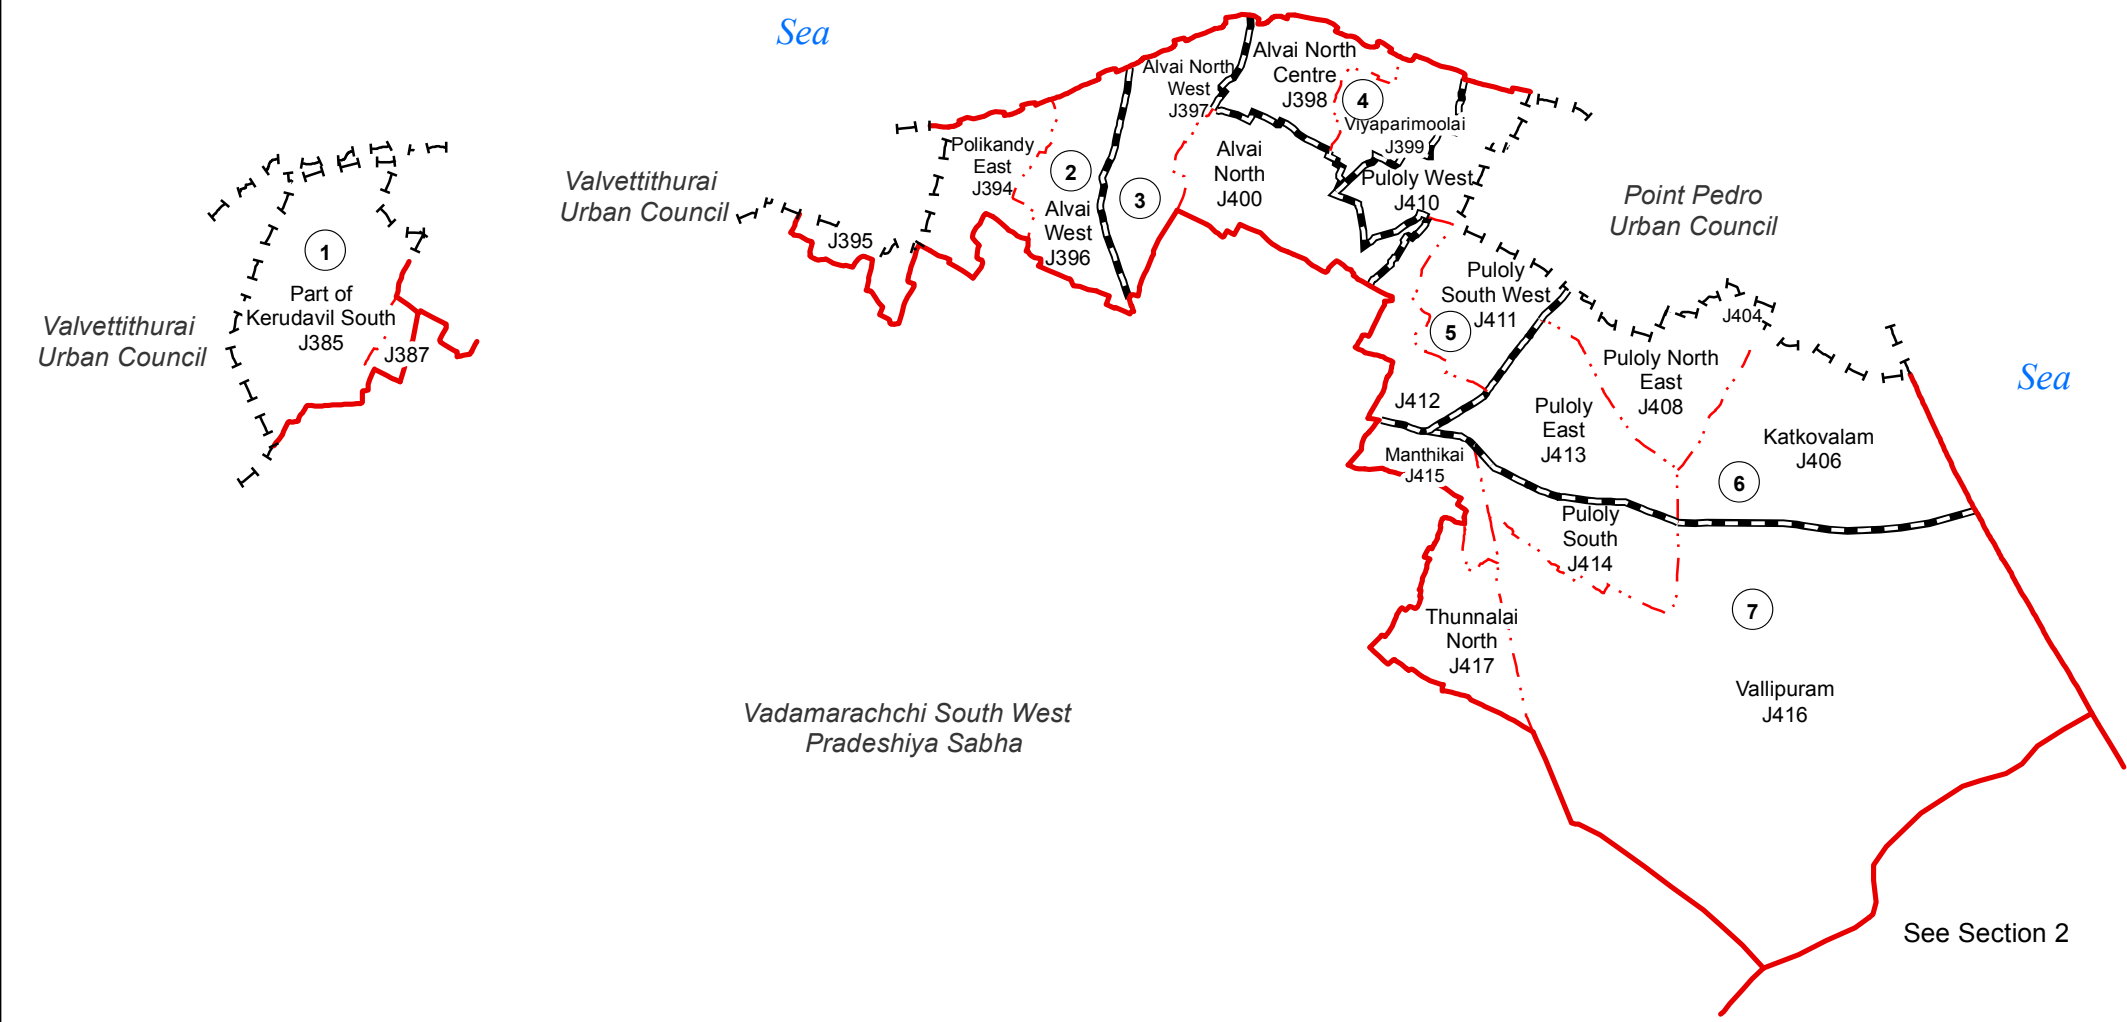 Sea
Valvettithurai
Urban Council
1
Part of
Kerudavil South
J385
J387
Valvettithurai
Urban Council
J395
Polikandy
East
J394
2
Alvai
West
J396
3
Alvai North
West
J397
Alvai
North
J400
Alvai North
Centre
J398
4
Viyaparimoolai
J399
Puloly West
J410
Point Pedro
Urban Council
Puloly
South West
J411
5
J412
J404
Puloly North
East
J408
Puloly
East
J413
Sea
Katkovalam
J406
6
Manthikai
J415
Puloly
South
J414
7
Thunnalai
North
J417
Vallipuram
J416
Vadamarachchi South West
Pradeshiya Sabha
See Section 2